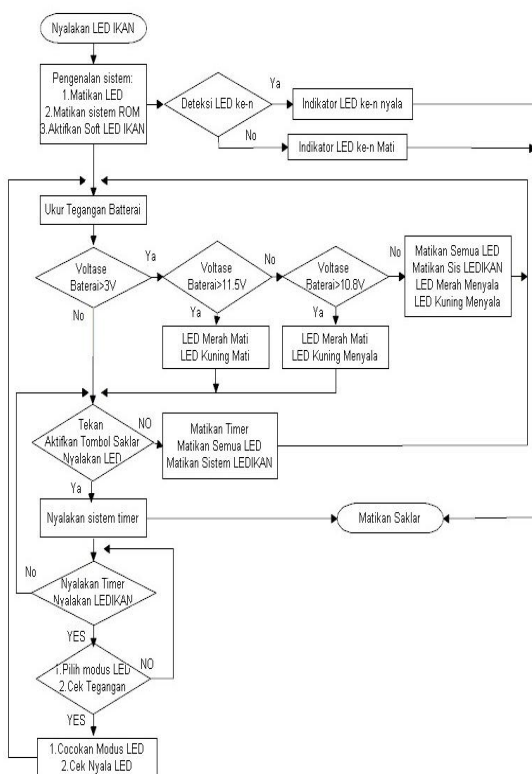 Nyalakan LED IKAN
Pengenalan sistem:
1.Matikan LED
2.Matikan sistem ROM
3.Aktifkan Soft LED IKAN
Deteksi LED ke-n
Ya
Indikator LED ke-n nyala
No
Indikator LED ke-n Mati
Ukur Tegangan Batterai
Voltase
Baterai>3V
Ya
Voltase
Baterai>11.5V
No
Voltase
Baterai>10.8V
No
Matikan Semua LED
Matikan Sis LEDIKAN
LED Merah Menyala
LED Kuning Menyala
No
Ya
LED Merah Mati
LED Kuning Mati
Ya
LED Merah Mati
LED Kuning Menyala
Tekan
Aktifkan Tombol Saklar
Nyalakan LED
NO
Matikan Timer
Matikan Semua LED
Matikan Sistem LEDIKAN
Ya
Nyalakan sistem timer
Matikan Saklar
No
Nyalakan Timer
Nyalakan LEDIKAN
YES
1.Pilih modus LED
2.Cek Tegangan
NO
YES
1.Cocokan Modus LED
2.Cek Nyala LED